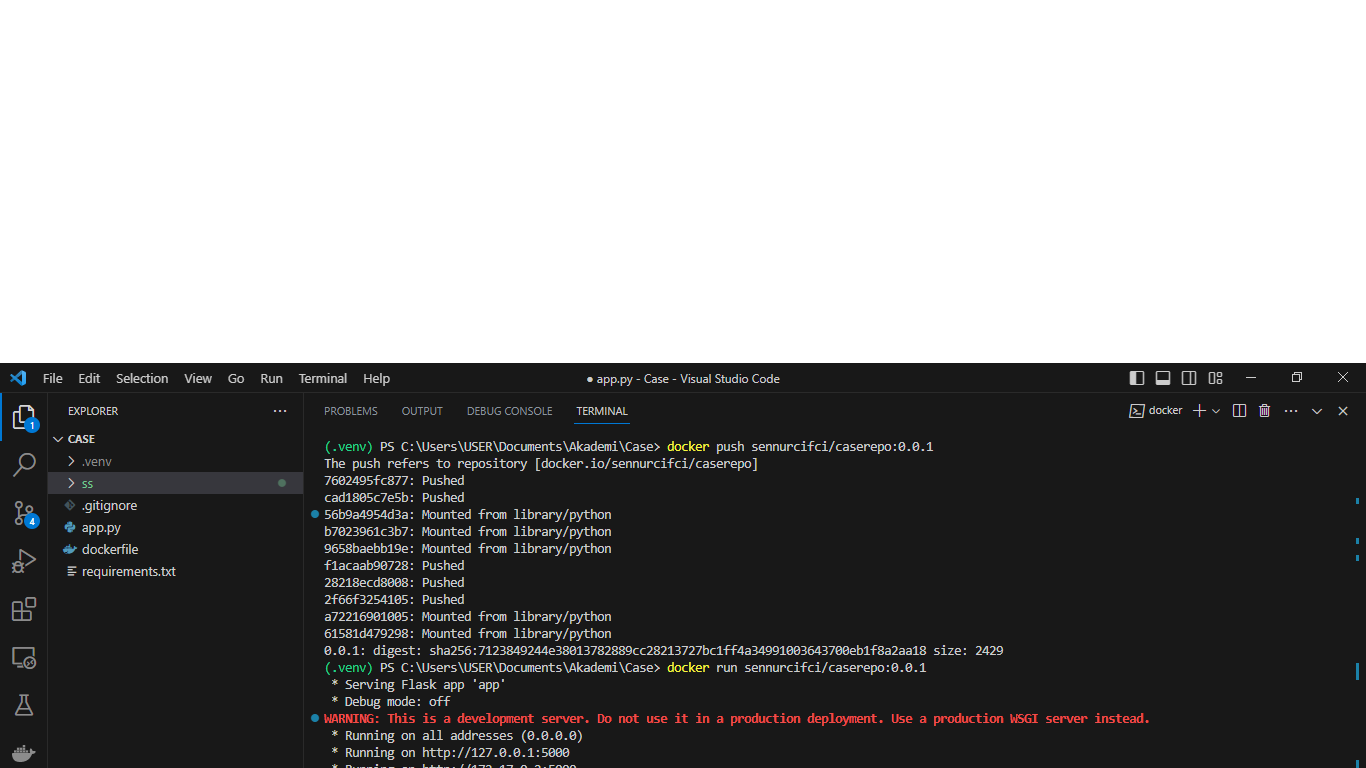 File Edit Selection View Go Run Terminal Help
● app.py - Case - Visual Studio Code
EXPLORER
PROBLEMS OUTPUT DEBUG CONSOLE TERMINAL
docker
1
CASE
.venv
ss
.gitignore
4
app.py
dockerfile
requirements.txt
(.venv) PS C:\Users\USER\Documents\Akademi\Case> docker push sennurcifci/caserepo:0.0.1
The push refers to repository [docker.io/sennurcifci/caserepo]
7602495fc877: Pushed
cad1805c7e5b: Pushed
56b9a4954d3a: Mounted from library/python
b7023961c3b7: Mounted from library/python
9658baebb19e: Mounted from library/python
f1acaab90728: Pushed
28218ecd8008: Pushed
2f66f3254105: Pushed
a72216901005: Mounted from library/python
61581d479298: Mounted from library/python
0.0.1: digest: sha256:7123849244e38013782889cc28213727bc1ff4a34991003643700eb1f8a2aa18 size: 2429
(.venv) PS C:\Users\USER\Documents\Akademi\Case> docker run sennurcifci/caserepo:0.0.1
* Serving Flask app 'app'
* Debug mode: off
WARNING: This is a development server. Do not use it in a production deployment. Use a production WSGI server instead.
* Running on all addresses (0.0.0.0)
* Running on http://127.0.0.1:5000
* Running on http://172.17.0.2:5000